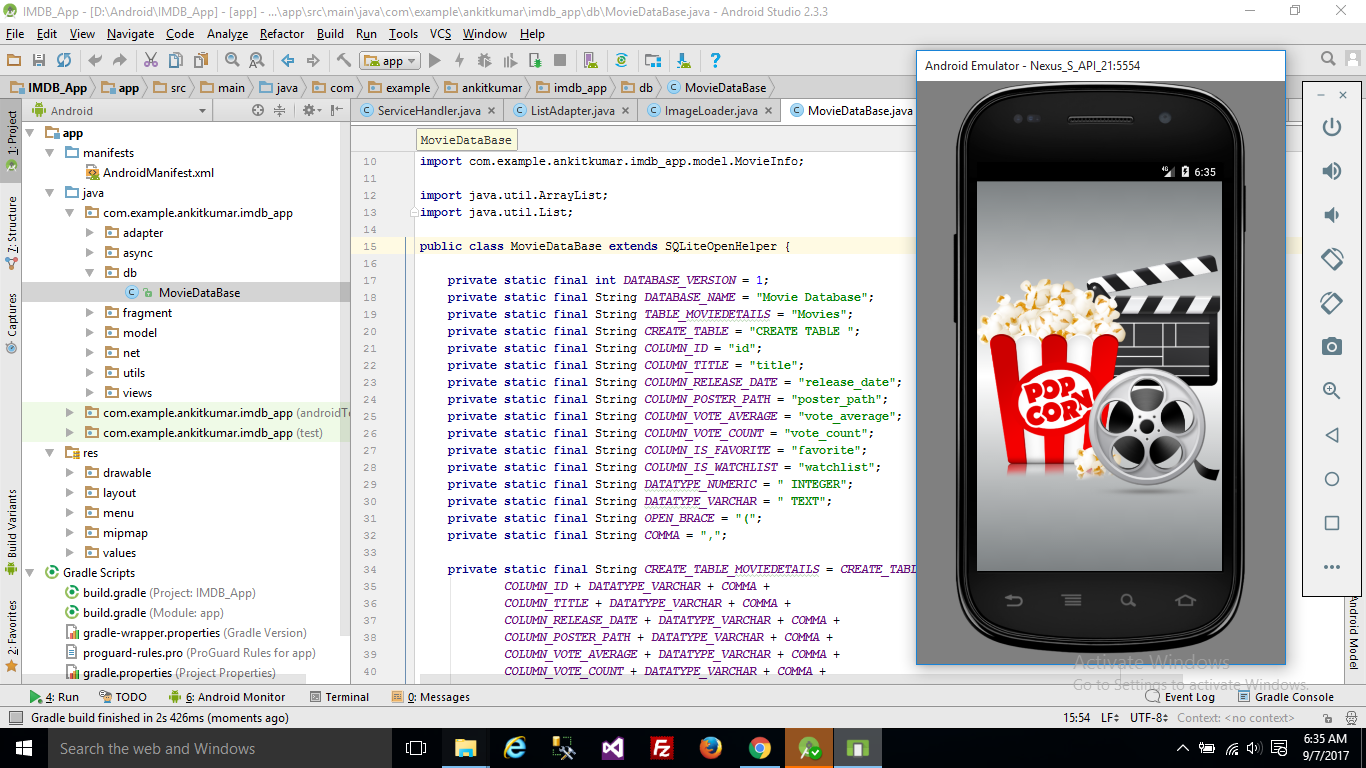 IMDB_App - [D:\Android\IMDB_App] - [app] - ...\app\src\main\java\com\example\ankitkumar\imdb_app\db\MovieDataBase.java - Android Studio 2.3.3
File Edit View Navigate Code Analyze Refactor Build Run Tools VCS Window Help
app
IMDB_App app src main java com example ankitkumar imdb_app db MovieDataBase
Android
ServiceHandler.java ListAdapter.java ImageLoader.java MovieDataBase.java
1: Project
7: Structure
Captures
Build Variants
2: Favorites
app
manifests
AndroidManifest.xml
java
com.example.ankitkumar.imdb_app
adapter
async
db
MovieDataBase
fragment
model
net
utils
views
com.example.ankitkumar.imdb_app (androidTe
com.example.ankitkumar.imdb_app (test)
res
drawable
layout
menu
mipmap
values
Gradle Scripts
build.gradle (Project: IMDB_App)
build.gradle (Module: app)
gradle-wrapper.properties (Gradle Version)
proguard-rules.pro (ProGuard Rules for app)
gradle.properties (Project Properties)
MovieDataBase
10 import com.example.ankitkumar.imdb_app.model.MovieInfo;
11
12 import java.util.ArrayList;
13 import java.util.List;
14
15 public class MovieDataBase extends SQLiteOpenHelper {
16
17 private static final int DATABASE_VERSION = 1;
18 private static final String DATABASE_NAME = "Movie Database";
19 private static final String TABLE_MOVIEDETAILS = "Movies";
20 private static final String CREATE_TABLE = "CREATE TABLE ";
21 private static final String COLUMN_ID = "id";
22 private static final String COLUMN_TITLE = "title";
23 private static final String COLUMN_RELEASE_DATE = "release_date";
24 private static final String COLUMN_POSTER_PATH = "poster_path";
25 private static final String COLUMN_VOTE_AVERAGE = "vote_average";
26 private static final String COLUMN_VOTE_COUNT = "vote_count";
27 private static final String COLUMN_IS_FAVORITE = "favorite";
28 private static final String COLUMN_IS_WATCHLIST = "watchlist";
29 private static final String DATATYPE_NUMERIC = " INTEGER";
30 private static final String DATATYPE_VARCHAR = " TEXT";
31 private static final String OPEN_BRACE = "(";
32 private static final String COMMA = ",";
33
34 private static final String CREATE_TABLE_MOVIEDETAILS = CREATE_TABL
35 COLUMN_ID + DATATYPE_VARCHAR + COMMA +
36 COLUMN_TITLE + DATATYPE_VARCHAR + COMMA +
37 COLUMN_RELEASE_DATE + DATATYPE_VARCHAR + COMMA +
38 COLUMN_POSTER_PATH + DATATYPE_VARCHAR + COMMA +
39 COLUMN_VOTE_AVERAGE + DATATYPE_VARCHAR + COMMA +
40 COLUMN_VOTE_COUNT + DATATYPE_VARCHAR + COMMA +
Android Emulator - Nexus_S_API_21:5554
4G 6:35
POP
CORN
Android Model
Activate Windows
Go to Settings to activate Windows.
4: Run TODO 6: Android Monitor Terminal 0: Messages Event Log Gradle Console
Gradle build finished in 2s 426ms (moments ago) 15:54 LF÷ UTF-8÷ Context: <no context>
Search the web and Windows
6:35 AM
9/7/2017